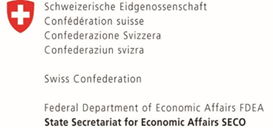 Schweizerische Eidgenossenschaft
Confédération suisse
Confederazione Svizzera
Confederaziun svizra
Swiss Confederation
Federal Department of Economic Affairs FDEA
State Secretariat for Economic Affairs SECO